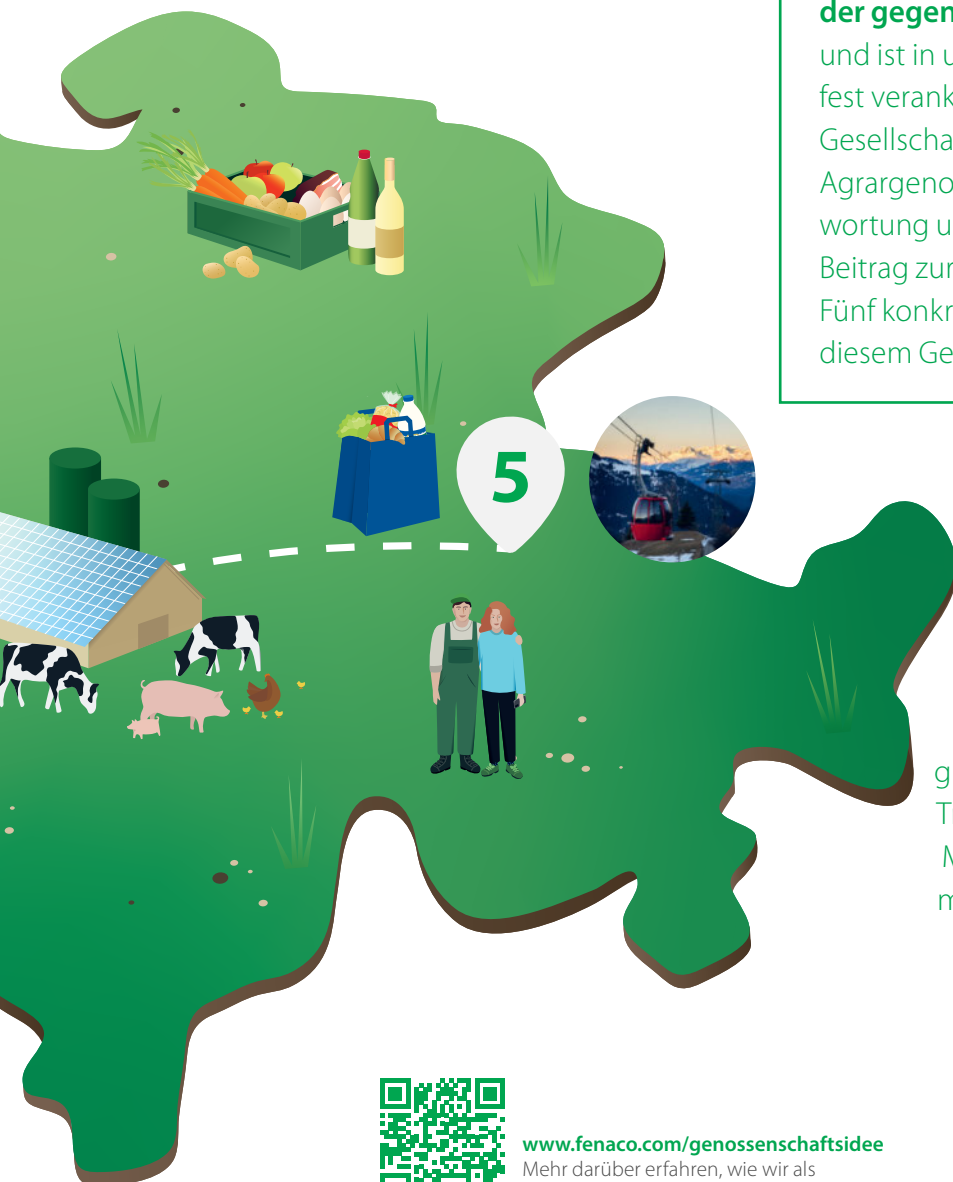 der gegen
und ist in u
fest verank
Gesellscha
Agrargeno
wortung u
Beitrag zur
Fünf konkr
diesem Ge
5
g
T
M
m
www.fenaco.com/genossenschaftsidee
Mehr darüber erfahren, wie wir als